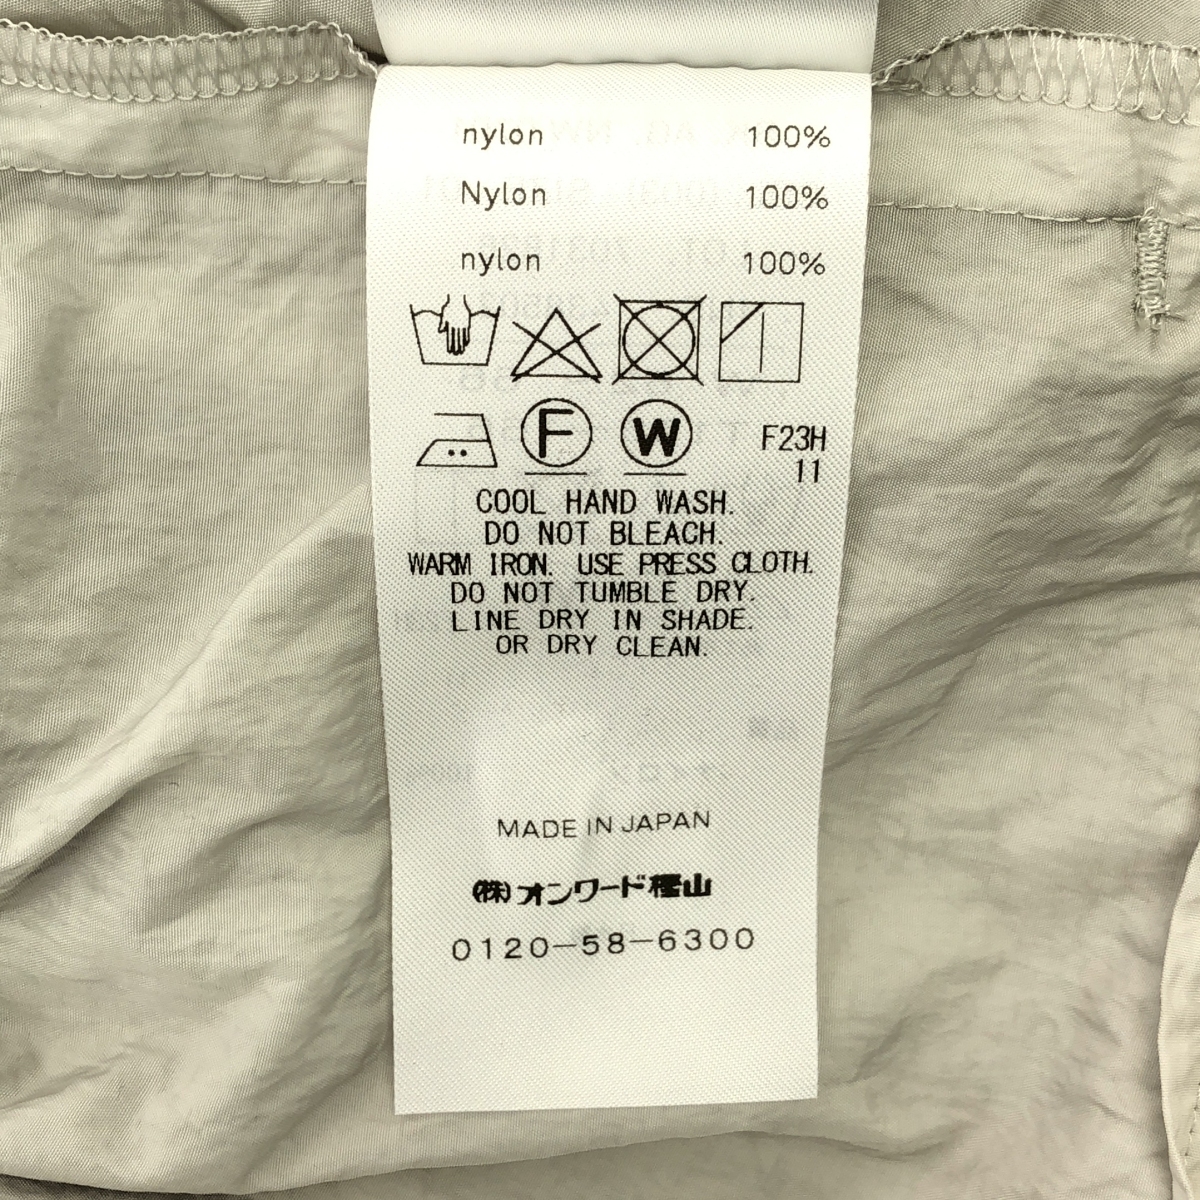 nylon 100%
Nylon 100%
nylon 100%
F W F23H
11
COOL HAND WASH.
DO NOT BLEACH.
WARM IRON. USE PRESS CLOTH.
DO NOT TUMBLE DRY.
LINE DRY IN SHADE.
OR DRY CLEAN.
MADE IN JAPAN
(株)オンワード樫山
0120-58-6300